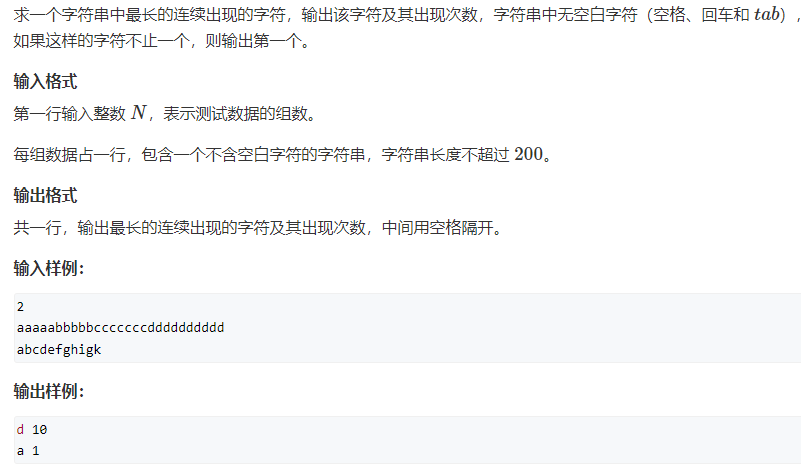 求一个字符串中最长的连续出现的字符，输出该字符及其出现次数，字符串中无空白字符（空格、回车和 tab），
如果这样的字符不止一个，则输出第一个。
输入格式
第一行输入整数 N，表示测试数据的组数。
每组数据占一行，包含一个不含空白字符的字符串，字符串长度不超过 200。
输出格式
共一行，输出最长的连续出现的字符及其出现次数，中间用空格隔开。
输入样例：
2
aaaaabbbbbcccccccdddddddddd
abcdefghigk
输出样例：
d 10
a 1